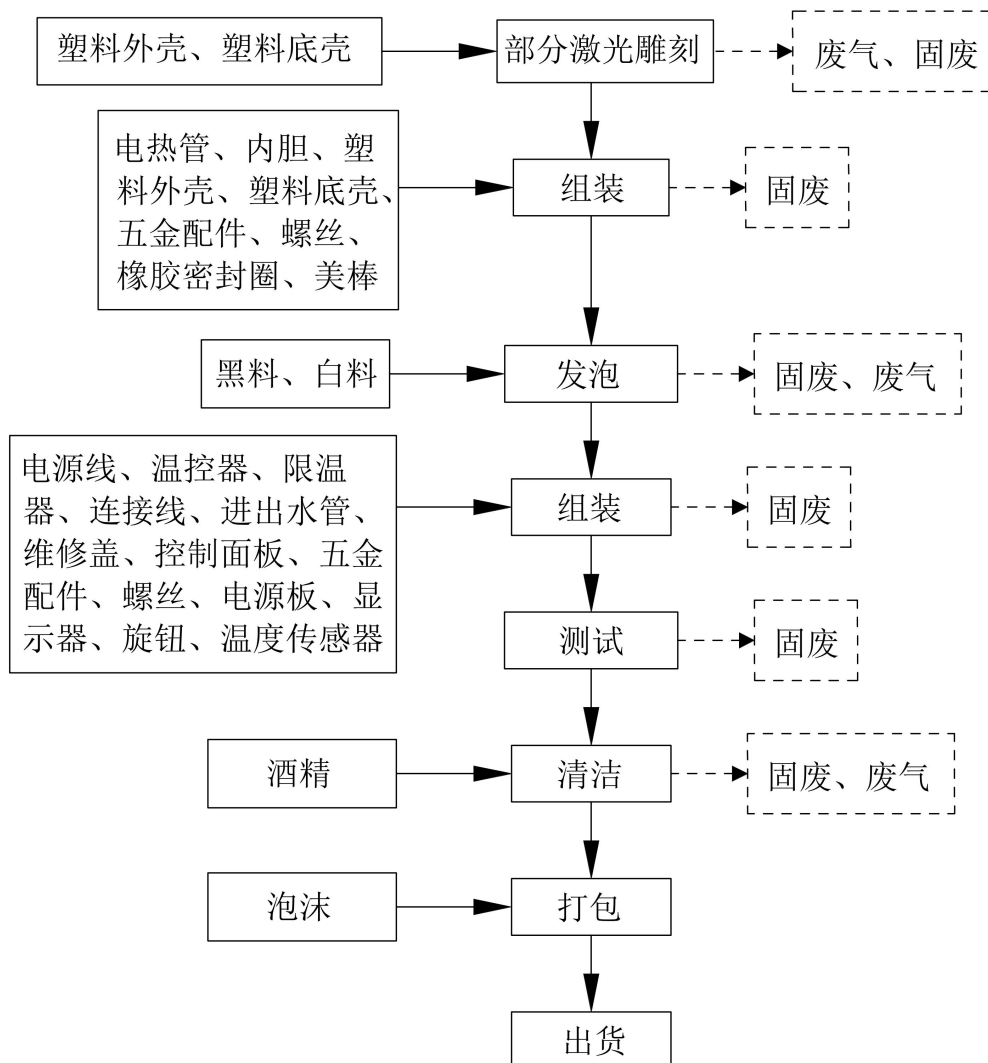 塑料外壳、塑料底壳
部分激光雕刻
废气、固废
电热管、内胆、塑
料外壳、塑料底壳、
五金配件、螺丝、
橡胶密封圈、美棒
组装
固废
黑料、白料
发泡
固废、废气
电源线、温控器、限温
器、连接线、进出水管、
维修盖、控制面板、五金
配件、螺丝、电源板、显
示器、旋钮、温度传感器
组装
固废
测试
固废
酒精
清洁
固废、废气
泡沫
打包
出货